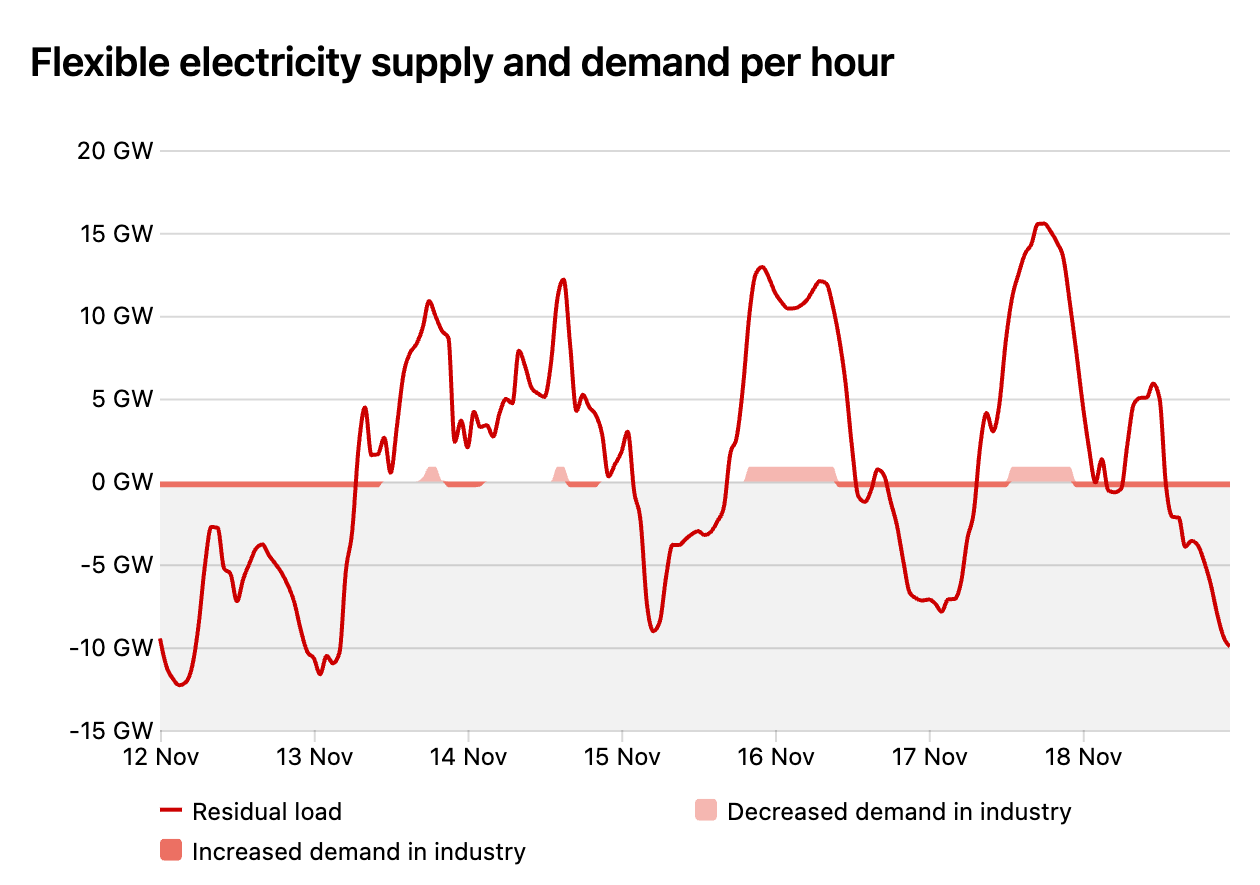 Flexible electricity supply and demand per hour
20 GW
15 GW
10 GW
5 GW
0 GW
-5 GW
-10 GW
-15 GW
12 Nov 13 Nov 14 Nov 15 Nov 16 Nov 17 Nov 18 Nov
Residual load
Decreased demand in industry
Increased demand in industry